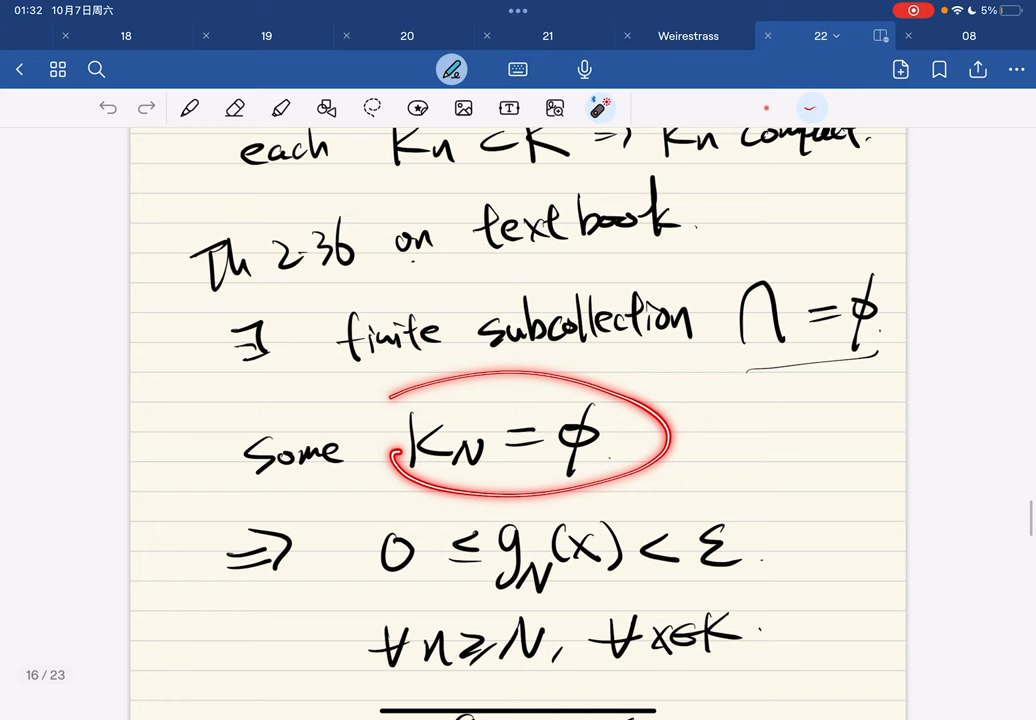 01:32 10月7日周六 5%
18 19 20 21 Weirestrass 22 08
each Kn ⊂ K ⇒ Kn compact.
Th 2.36 on textbook.
∃ finite subcollection ∩ = ϕ.
some KN = ϕ.
⇒ 0 ≤ gN(x) < ε.
∀n≥N, ∀x∈K.
16 / 23